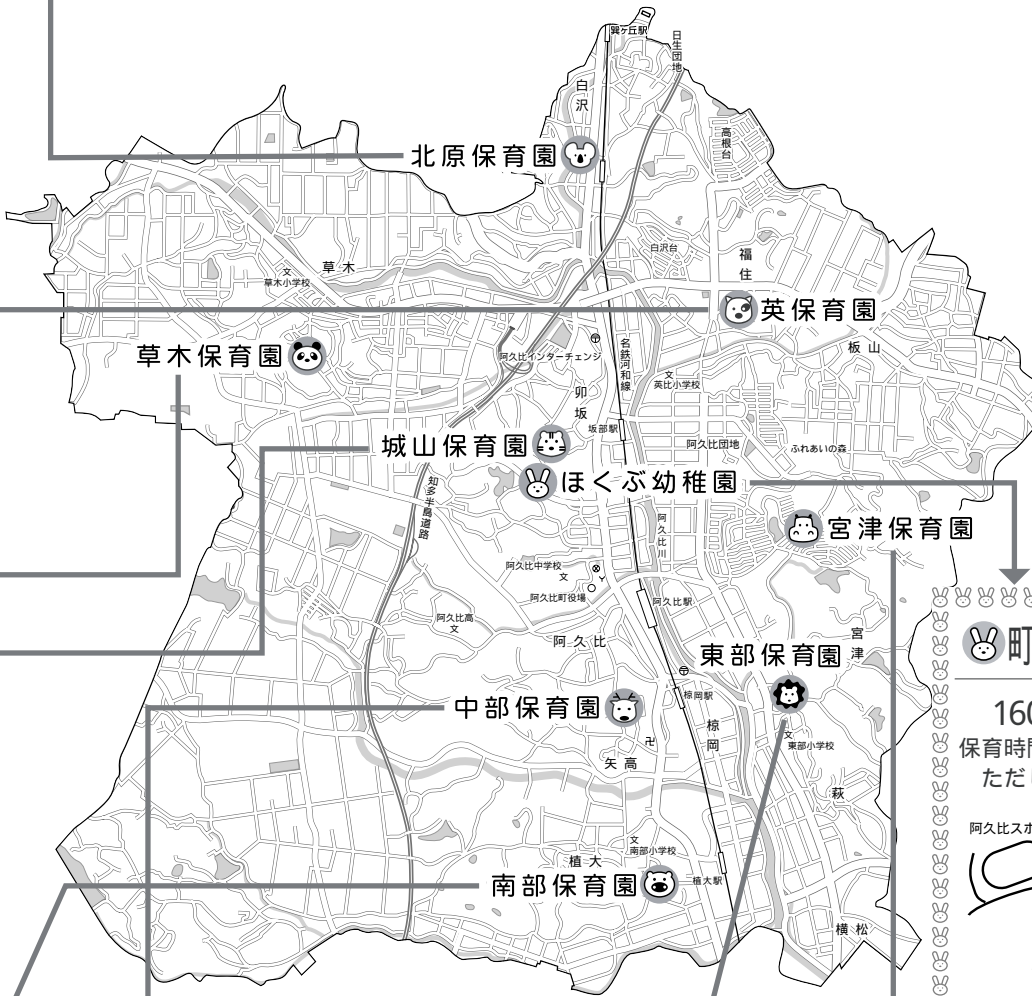 巽ヶ丘駅
日生団地
白沢
高根台
北原保育園
白沢台
福住
草木
文
草木小学校
英保育園
草木保育園
阿久比インターチェンジ
名鉄河和線
板山
文
英比小学校
卯坂
坂部駅
城山保育園
阿久比団地
ふれあいの森
ほくぶ幼稚園
知多半島道路
阿久比川
宮津保育園
阿久比中学校
文
阿久比町役場
阿久比駅
阿久比高
文
阿久比
宮津
東部保育園
中部保育園
椋岡駅
椋岡
文
東部小学校
矢高
萩
文
南部小学校
植大
南部保育園
植大駅
横松
町
160
保育時間
ただし
阿久比スポ